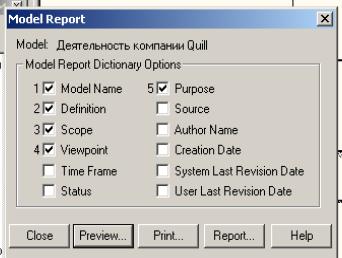 Model Report
Model: Деятельность компании Quill
Model Report Dictionary Options
1 Model Name 5 Purpose
2 Definition Source
3 Scope Author Name
4 Viewpoint Creation Date
Time Frame System Last Revision Date
Status User Last Revision Date
Close Preview... Print... Report... Help